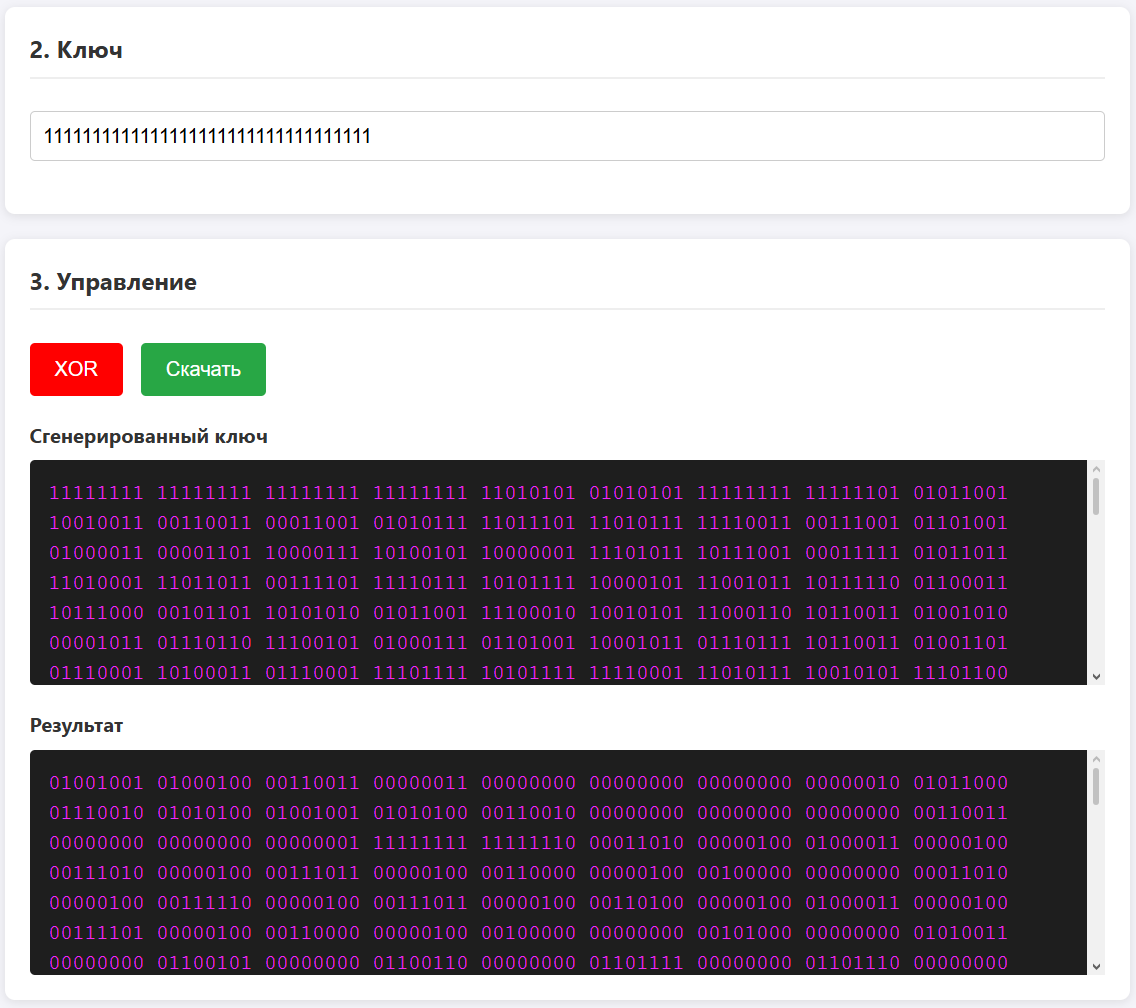 2. Ключ
1111111111111111111111111111111111
3. Управление
XOR Скачать
Сгенерированный ключ
11111111 11111111 11111111 11111111 11010101 01010101 11111111 11111101 01011001
10010011 00110011 00011001 01010111 11011101 11010111 11110011 00111001 01101001
01000011 00001101 10000111 10100101 10000001 11101011 10111001 00011111 01011011
11010001 11011011 00111101 11110111 10101111 10000101 11001011 10111110 01100011
10111000 00101101 10101010 01011001 11100010 10010101 11000110 10110011 01001010
00001011 01110110 11100101 01000111 01101001 10001011 01110111 10110011 01001101
01110001 10100011 01110001 11101111 10101111 11110001 11010111 10010101 11101100
Результат
01001001 01000100 00110011 00000011 00000000 00000000 00000000 00000010 01011000
01110010 01010100 01001001 01010100 00110010 00000000 00000000 00000000 00110011
00000000 00000000 00000001 11111111 11111110 00011010 00000100 01000011 00000100
00111010 00000100 00111011 00000100 00110000 00000100 00100000 00000000 00011010
00000100 00111110 00000100 00111011 00000100 00110100 00000100 01000011 00000100
00111101 00000100 00110000 00000100 00100000 00000000 00101000 00000000 01010011
00000000 01100101 00000000 01100110 00000000 01101111 00000000 01101110 00000000